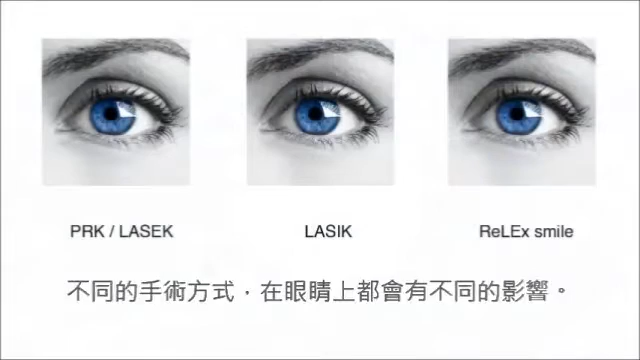 PRK / LASEK
LASIK
ReLEx smile
不同的手術方式，在眼睛上都會有不同的影響。